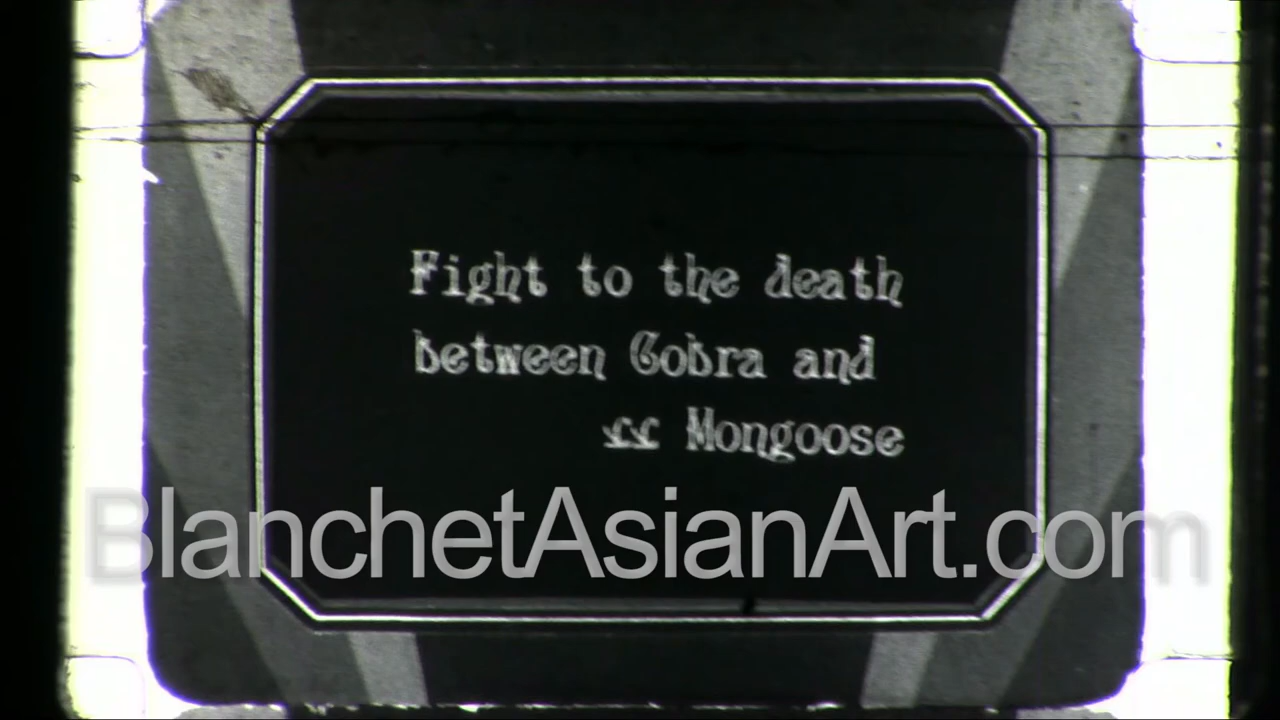 Fight to the death
between Cobra and
Mongoose
BlanchetAsianArt.com